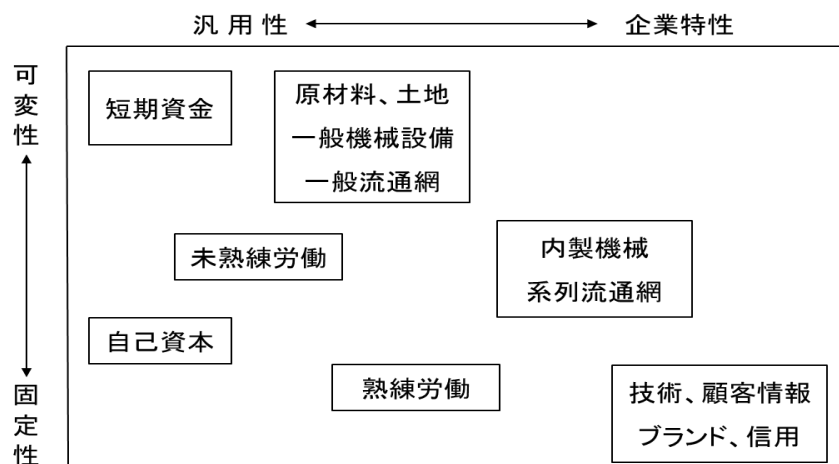 汎用性
企業特性
可変性
固定性
短期資金
原材料、土地
一般機械設備
一般流通網
未熟練労働
内製機械
系列流通網
自己資本
熟練労働
技術、顧客情報
ブランド、信用